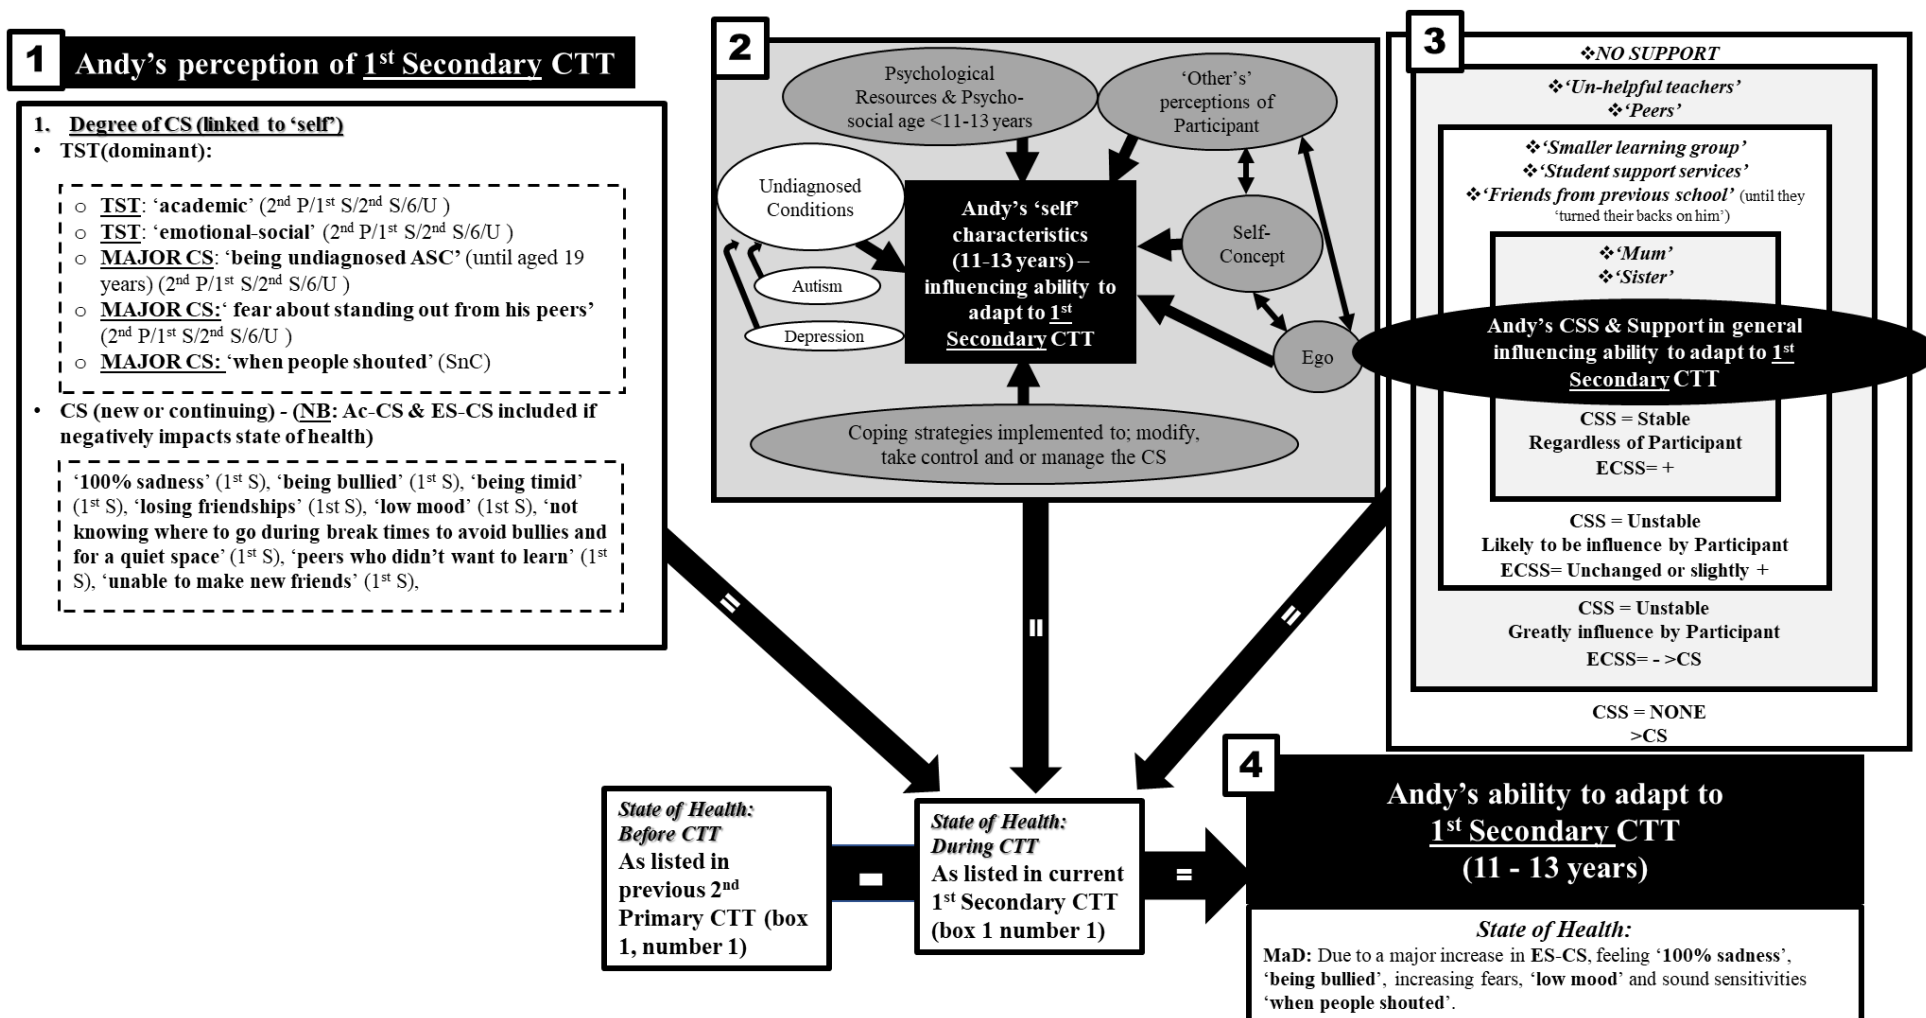 1
Andy's perception of 1st Secondary CTT
1. Degree of CS (linked to 'self')
• TST(dominant):
o TST: 'academic' (2nd P/1st S/2nd S/6/U )
o TST: 'emotional-social' (2nd P/1st S/2nd S/6/U )
o MAJOR CS: 'being undiagnosed ASC' (until aged 19
years) (2nd P/1st S/2nd S/6/U )
o MAJOR CS:' fear about standing out from his peers'
(2nd P/1st S/2nd S/6/U )
o MAJOR CS: 'when people shouted' (SnC)
• CS (new or continuing) - (NB: Ac-CS & ES-CS included if
negatively impacts state of health)
'100% sadness' (1st S), 'being bullied' (1st S), 'being timid'
(1st S), 'losing friendships' (1st S), 'low mood' (1st S), 'not
knowing where to go during break times to avoid bullies and
for a quiet space' (1st S), 'peers who didn't want to learn' (1st
S), 'unable to make new friends' (1st S),
2
Psychological
Resources & Psycho-
social age <11-13 years
'Other's'
perceptions of
Participant
Undiagnosed
Conditions
Autism
Depression
Andy's 'self'
characteristics
(11-13 years) –
influencing ability to
adapt to 1st
Secondary CTT
Self-
Concept
Ego
Coping strategies implemented to; modify,
take control and or manage the CS
3
❖NO SUPPORT
❖'Un-helpful teachers'
❖'Peers'
❖'Smaller learning group'
❖'Student support services'
❖'Friends from previous school' (until they
'turned their backs on him')
❖'Mum'
❖'Sister'
Andy's CSS & Support in general
influencing ability to adapt to 1st
Secondary CTT
CSS = Stable
Regardless of Participant
ECSS= +
CSS = Unstable
Likely to be influence by Participant
ECSS= Unchanged or slightly +
CSS = Unstable
Greatly influence by Participant
ECSS= - >CS
CSS = NONE
>CS
=
=
=
State of Health:
Before CTT
As listed in
previous 2nd
Primary CTT (box
1, number 1)
-
State of Health:
During CTT
As listed in current
1st Secondary CTT
(box 1 number 1)
=
4
Andy's ability to adapt to
1st Secondary CTT
(11 - 13 years)
State of Health:
MaD: Due to a major increase in ES-CS, feeling '100% sadness',
'being bullied', increasing fears, 'low mood' and sound sensitivities
'when people shouted'.